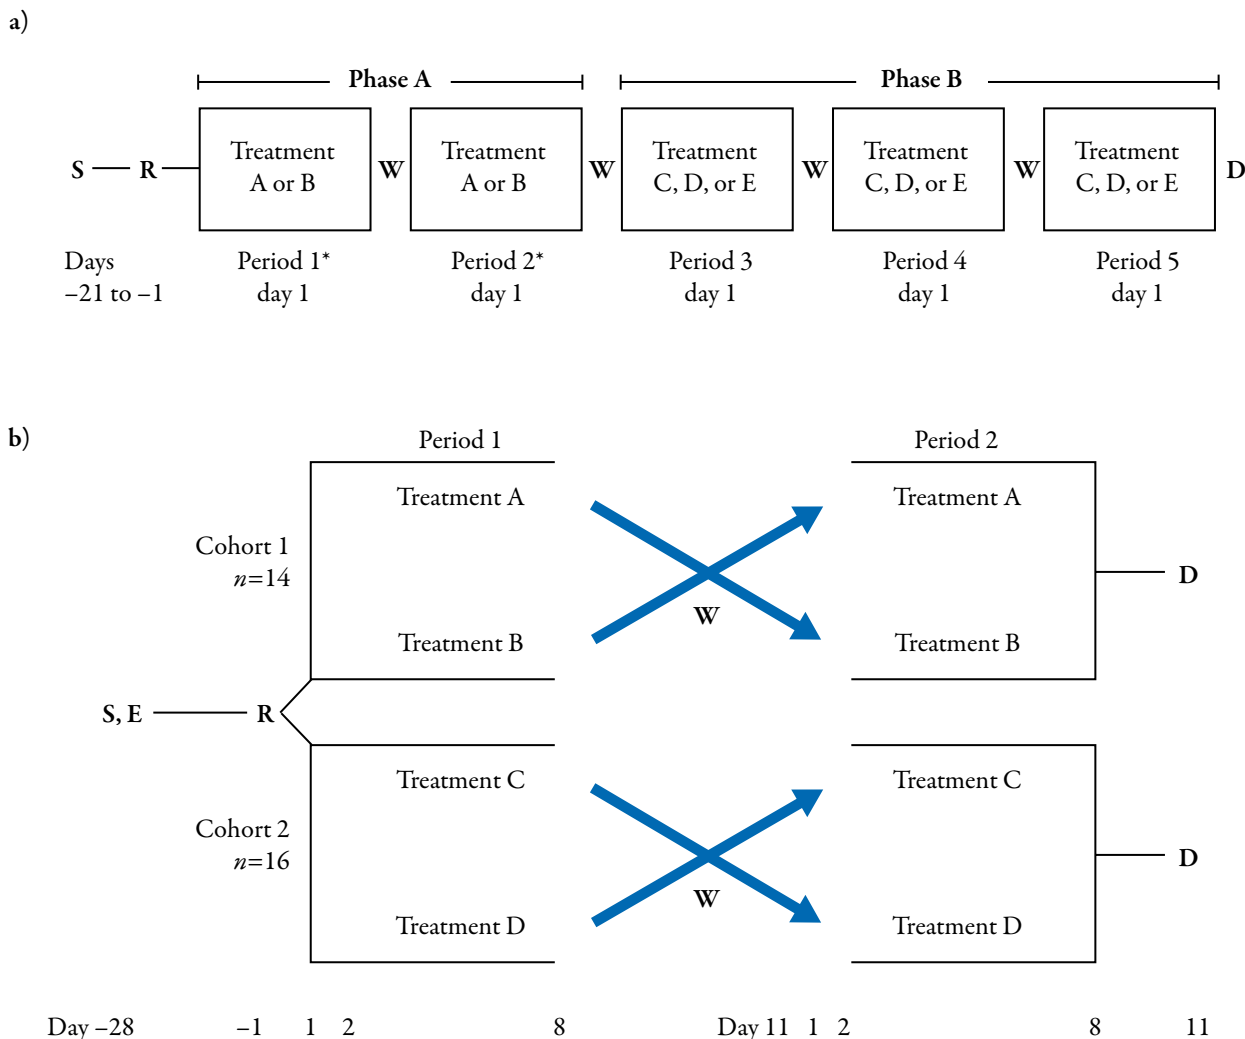 a)
Phase A Phase B
S R Treatment A or B W Treatment A or B W Treatment C, D, or E W Treatment C, D, or E W Treatment C, D, or E D
Days –21 to –1 Period 1* day 1 Period 2* day 1 Period 3 day 1 Period 4 day 1 Period 5 day 1
b)
Period 1 Period 2
Treatment A Treatment A
Cohort 1
n=14 D
W
Treatment B Treatment B
S, E R
Treatment C Treatment C
Cohort 2
n=16 D
W
Treatment D Treatment D
Day –28 –1 1 2 8 Day 11 1 2 8 11